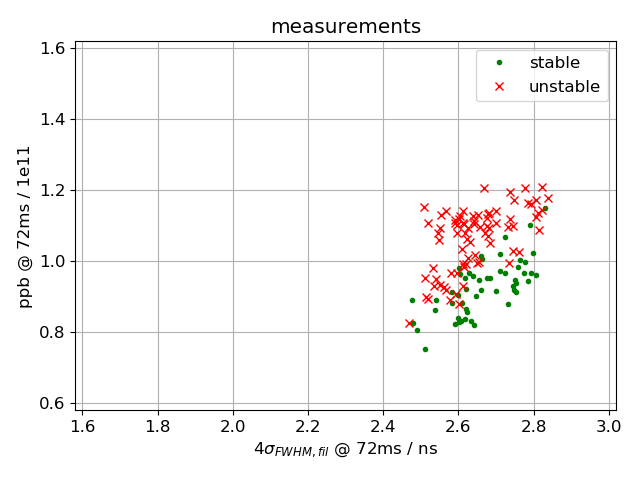 measurements
stable
unstable
ppb @ 72ms / 1e11
1.6
1.4
1.2
1.0
0.8
0.6
1.6 1.8 2.0 2.2 2.4 2.6 2.8 3.0
4σFWHM, fil @ 72ms / ns